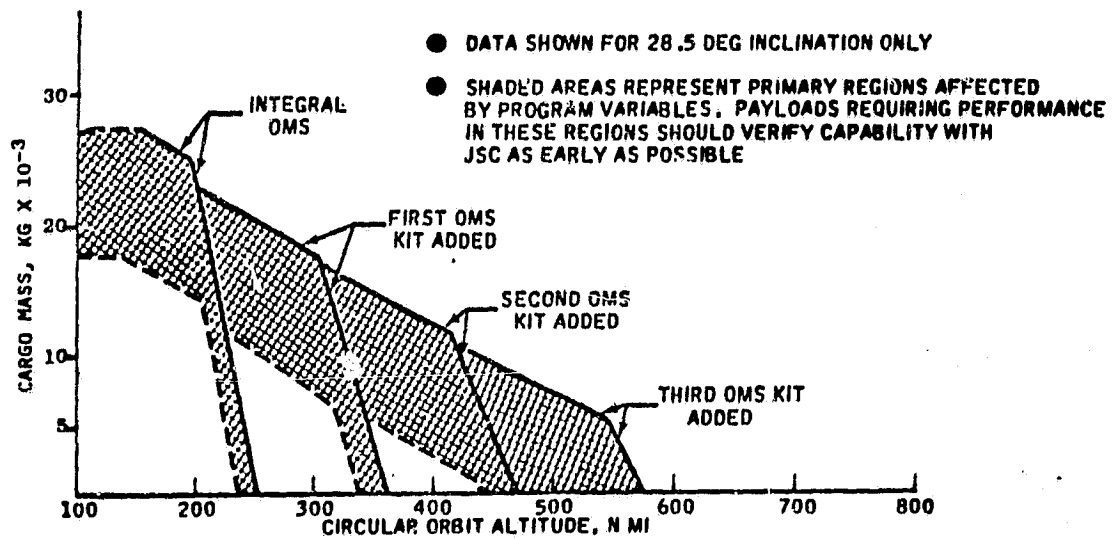 ● DATA SHOWN FOR 28.5 DEG INCLINATION ONLY
● SHADED AREAS REPRESENT PRIMARY REGIONS AFFECTED
BY PROGRAM VARIABLES. PAYLOADS REQUIRING PERFORMANCE
IN THESE REGIONS SHOULD VERIFY CAPABILITY WITH
JSC AS EARLY AS POSSIBLE
INTEGRAL
OMS
FIRST OMS
KIT ADDED
SECOND OMS
KIT ADDED
THIRD OMS KIT
ADDED
CARGO MASS, KG X 10⁻³
30
20
10
5
100 200 300 400 500 600 700 800
CIRCULAR ORBIT ALTITUDE, N MI